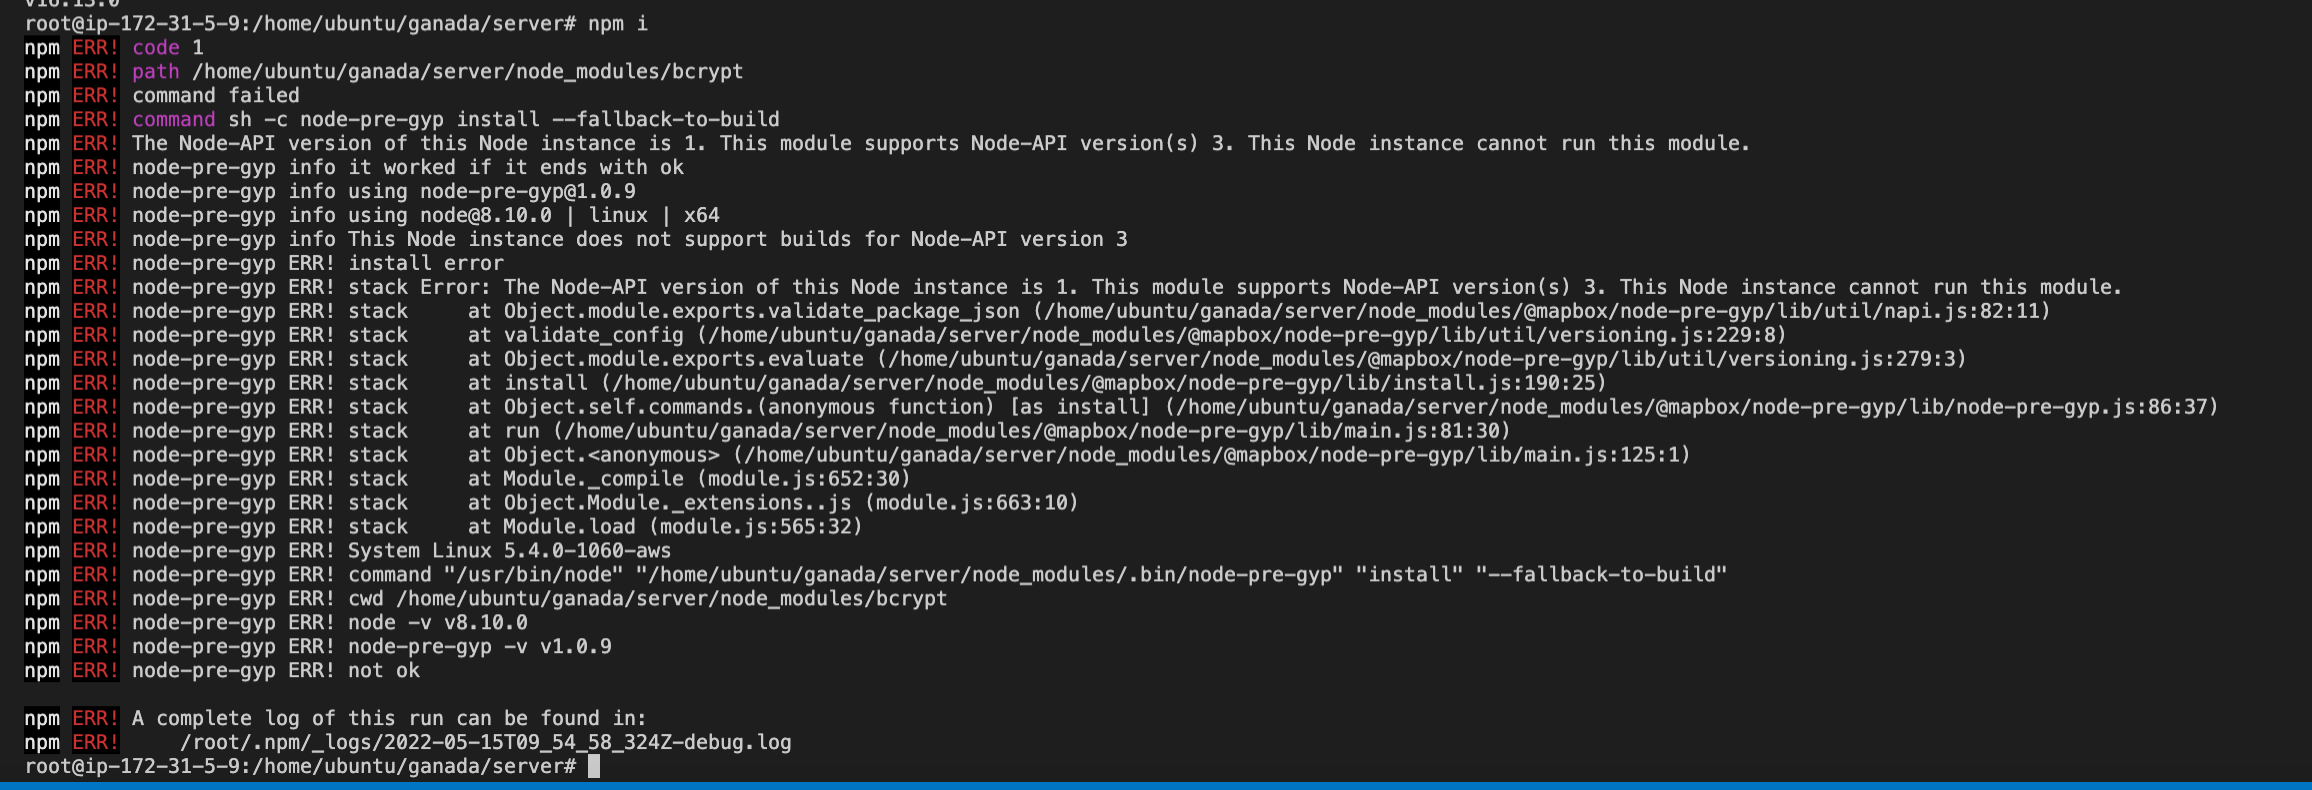 v16.13.0
root@ip-172-31-5-9:/home/ubuntu/ganada/server# npm i
npm ERR! code 1
npm ERR! path /home/ubuntu/ganada/server/node_modules/bcrypt
npm ERR! command failed
npm ERR! command sh -c node-pre-gyp install --fallback-to-build
npm ERR! The Node-API version of this Node instance is 1. This module supports Node-API version(s) 3. This Node instance cannot run this module.
npm ERR! node-pre-gyp info it worked if it ends with ok
npm ERR! node-pre-gyp info using node-pre-gyp@1.0.9
npm ERR! node-pre-gyp info using node@8.10.0 | linux | x64
npm ERR! node-pre-gyp info This Node instance does not support builds for Node-API version 3
npm ERR! node-pre-gyp ERR! install error
npm ERR! node-pre-gyp ERR! stack Error: The Node-API version of this Node instance is 1. This module supports Node-API version(s) 3. This Node instance cannot run this module.
npm ERR! node-pre-gyp ERR! stack     at Object.module.exports.validate_package_json (/home/ubuntu/ganada/server/node_modules/@mapbox/node-pre-gyp/lib/util/napi.js:82:11)
npm ERR! node-pre-gyp ERR! stack     at validate_config (/home/ubuntu/ganada/server/node_modules/@mapbox/node-pre-gyp/lib/util/versioning.js:229:8)
npm ERR! node-pre-gyp ERR! stack     at Object.module.exports.evaluate (/home/ubuntu/ganada/server/node_modules/@mapbox/node-pre-gyp/lib/util/versioning.js:279:3)
npm ERR! node-pre-gyp ERR! stack     at install (/home/ubuntu/ganada/server/node_modules/@mapbox/node-pre-gyp/lib/install.js:190:25)
npm ERR! node-pre-gyp ERR! stack     at Object.self.commands.(anonymous function) [as install] (/home/ubuntu/ganada/server/node_modules/@mapbox/node-pre-gyp/lib/node-pre-gyp.js:86:37)
npm ERR! node-pre-gyp ERR! stack     at run (/home/ubuntu/ganada/server/node_modules/@mapbox/node-pre-gyp/lib/main.js:81:30)
npm ERR! node-pre-gyp ERR! stack     at Object.<anonymous> (/home/ubuntu/ganada/server/node_modules/@mapbox/node-pre-gyp/lib/main.js:125:1)
npm ERR! node-pre-gyp ERR! stack     at Module._compile (module.js:652:30)
npm ERR! node-pre-gyp ERR! stack     at Object.Module._extensions..js (module.js:663:10)
npm ERR! node-pre-gyp ERR! stack     at Module.load (module.js:565:32)
npm ERR! node-pre-gyp ERR! System Linux 5.4.0-1060-aws
npm ERR! node-pre-gyp ERR! command "/usr/bin/node" "/home/ubuntu/ganada/server/node_modules/.bin/node-pre-gyp" "install" "--fallback-to-build"
npm ERR! node-pre-gyp ERR! cwd /home/ubuntu/ganada/server/node_modules/bcrypt
npm ERR! node-pre-gyp ERR! node -v v8.10.0
npm ERR! node-pre-gyp ERR! node-pre-gyp -v v1.0.9
npm ERR! node-pre-gyp ERR! not ok
npm ERR! A complete log of this run can be found in:
npm ERR!     /root/.npm/_logs/2022-05-15T09_54_58_324Z-debug.log
root@ip-172-31-5-9:/home/ubuntu/ganada/server#